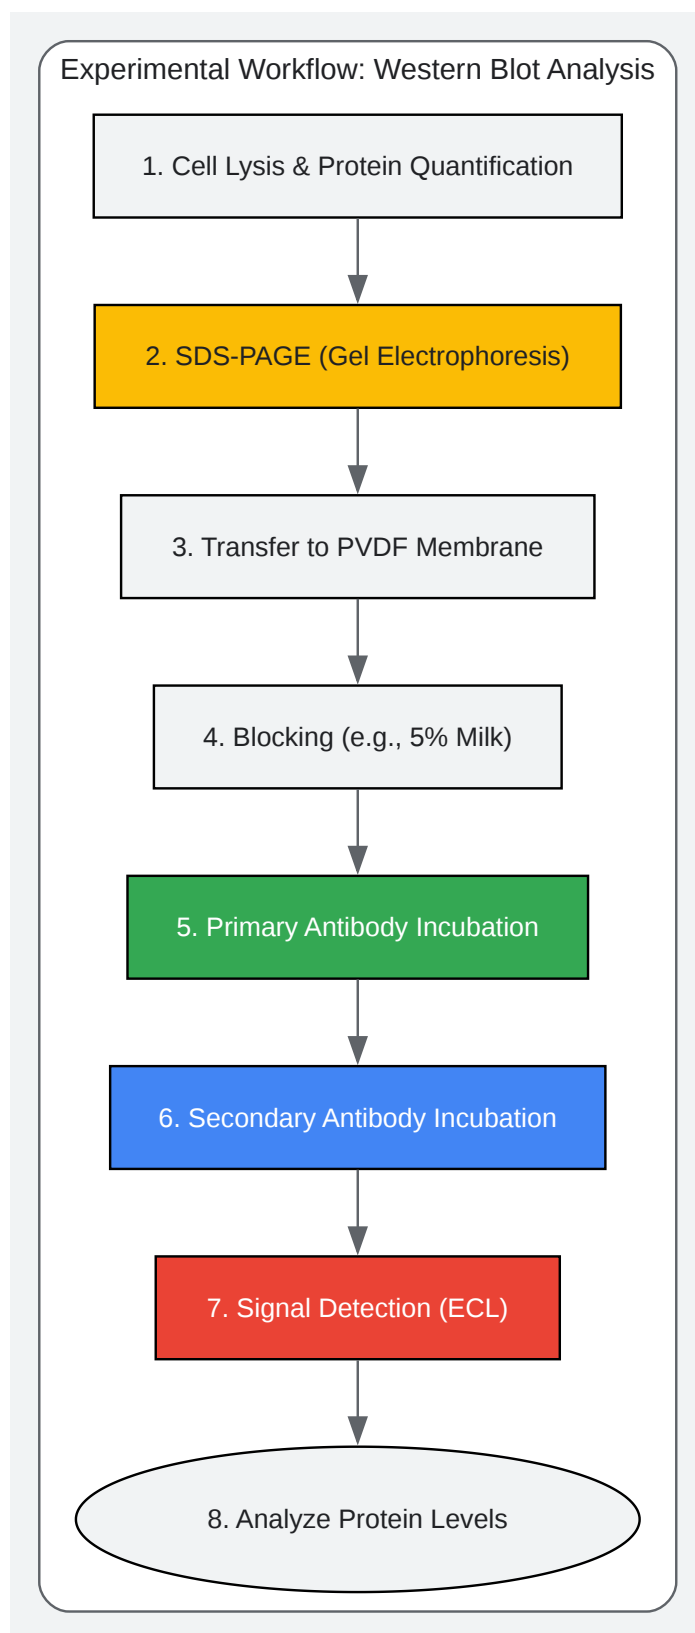 Experimental Workflow: Western Blot Analysis
1. Cell Lysis & Protein Quantification
2. SDS-PAGE (Gel Electrophoresis)
3. Transfer to PVDF Membrane
4. Blocking (e.g., 5% Milk)
5. Primary Antibody Incubation
6. Secondary Antibody Incubation
7. Signal Detection (ECL)
8. Analyze Protein Levels